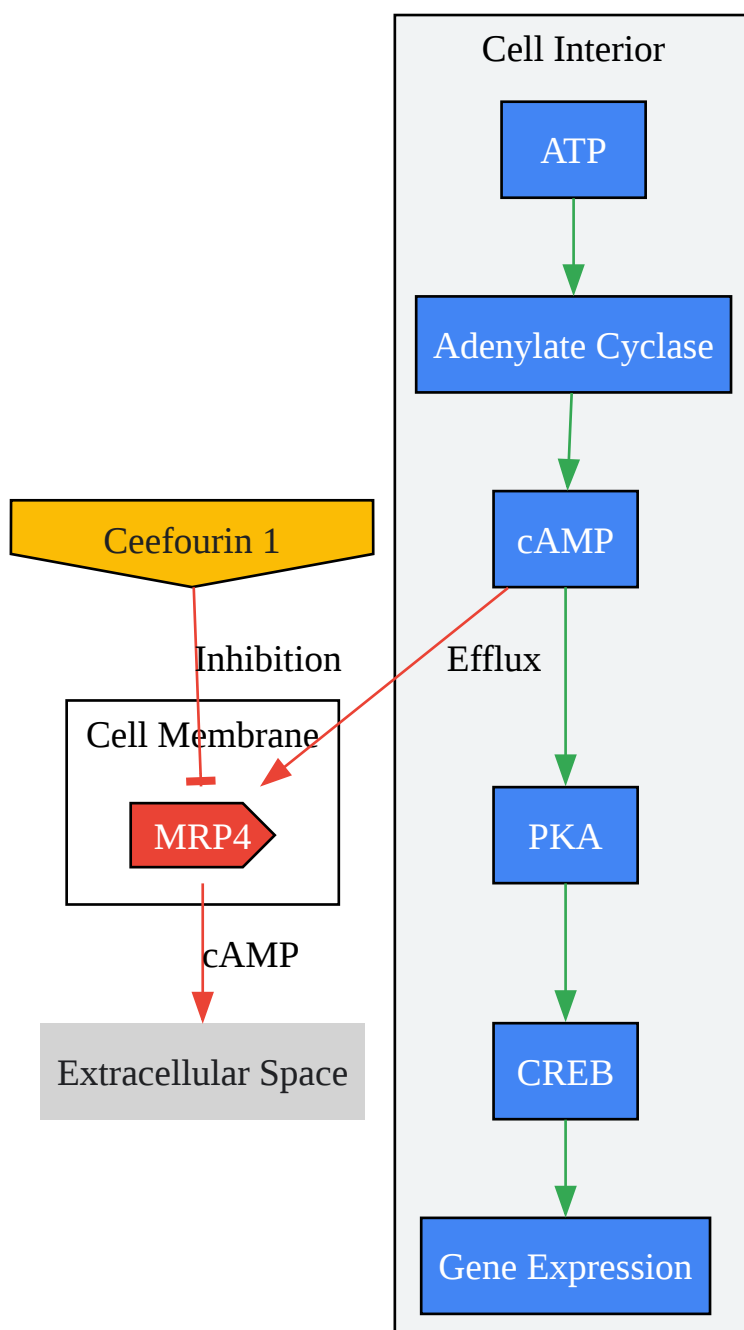 Cell Interior
ATP
Adenylate Cyclase
Ceefourin 1
cAMP
Inhibition
Efflux
Cell Membrane
MRP4
PKA
cAMP
Extracellular Space
CREB
Gene Expression